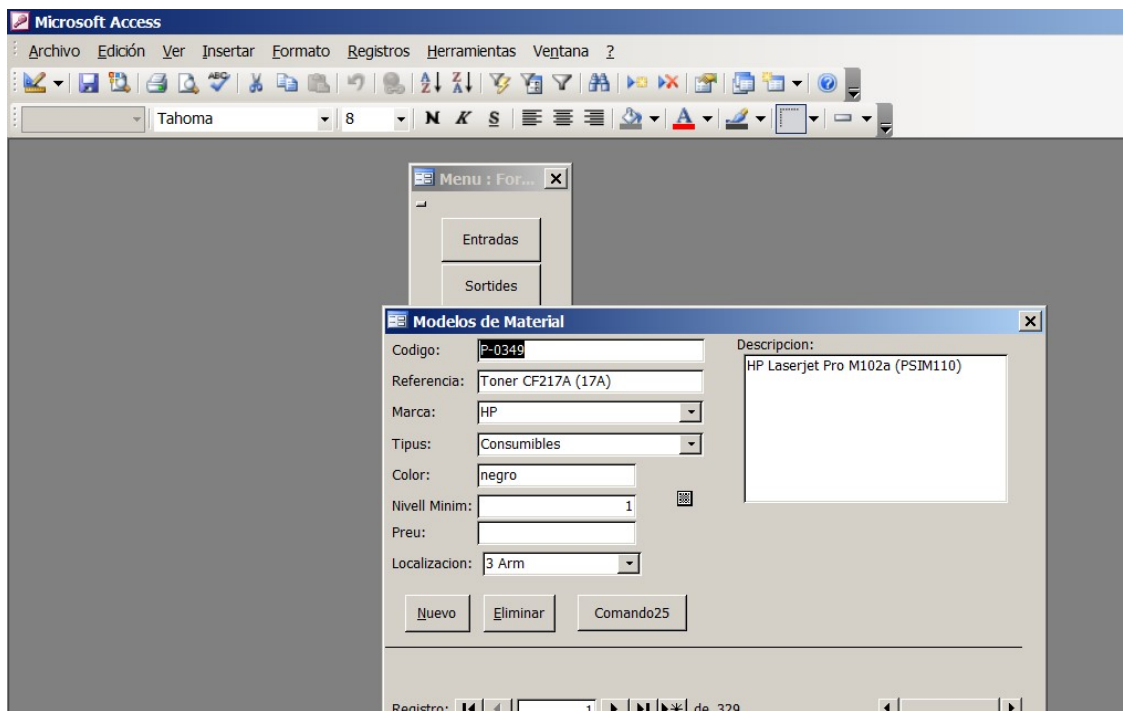 Microsoft Access
Archivo Edición Ver Insertar Formato Registros Herramientas Ventana ?
Tahoma 8 N K S A
Menu : For...
Entradas
Sortides
Modelos de Material
Codigo: P-0349
Descripcion:
HP Laserjet Pro M102a (PSIM110)
Referencia: Toner CF217A (17A)
Marca: HP
Tipus: Consumibles
Color: negro
Nivell Minim: 1
Preu:
Localizacion: 3 Arm
Nuevo Eliminar Comando25
Registro: 1 de 329